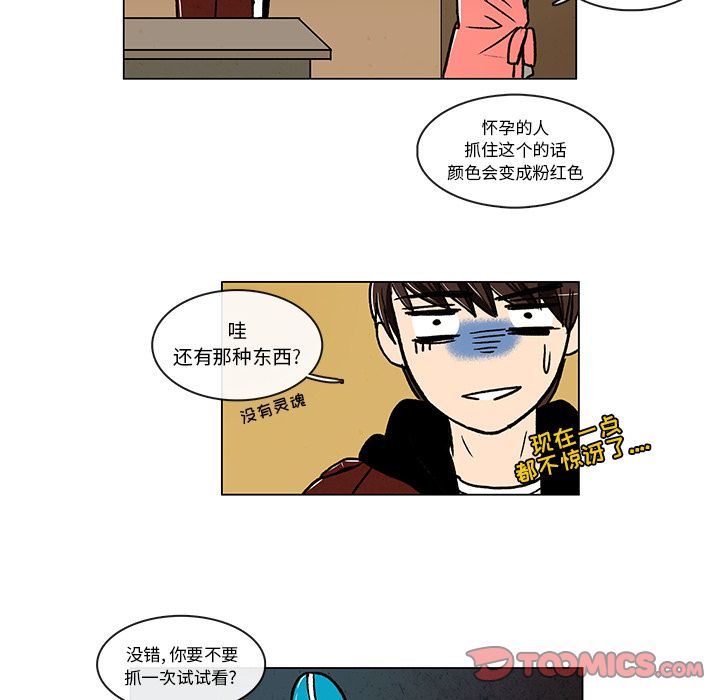 怀孕的人
抓住这个的话
颜色会变成粉红色
哇
还有那种东西?
没有灵魂
现在一点
都不惊讶了....
没错,你要不要
抓一次试试看?
TOOMICS.COM